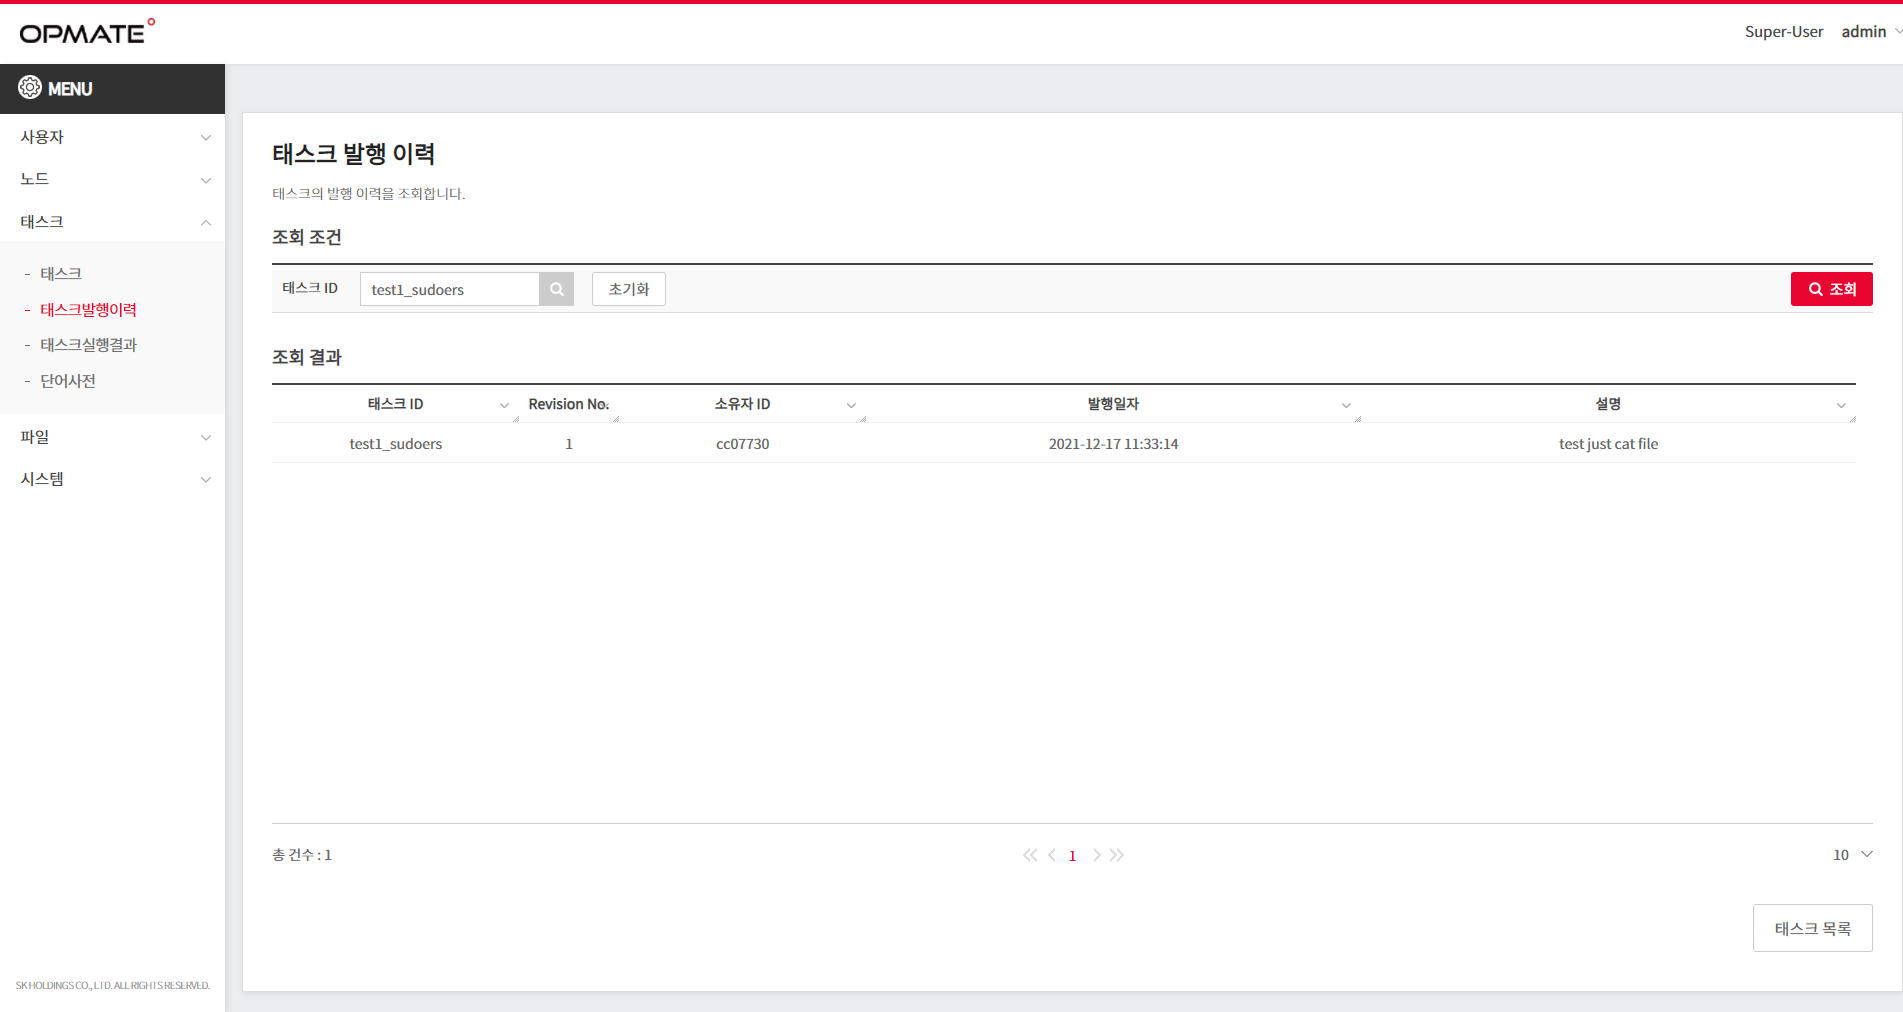 OPMATE
Super-User admin
MENU
사용자
노드
태스크
- 태스크
- 태스크발행이력
- 태스크실행결과
- 단어사전
파일
시스템
SK HOLDINGS CO., LTD. ALL RIGHTS RESERVED.
태스크 발행 이력
태스크의 발행 이력을 조회합니다.
조회 조건
태스크 ID test1_sudoers 초기화 조회
조회 결과
태스크 ID Revision No. 소유자 ID 발행일자 설명
test1_sudoers 1 cc07730 2021-12-17 11:33:14 test just cat file
총 건수 : 1 1 10
태스크 목록